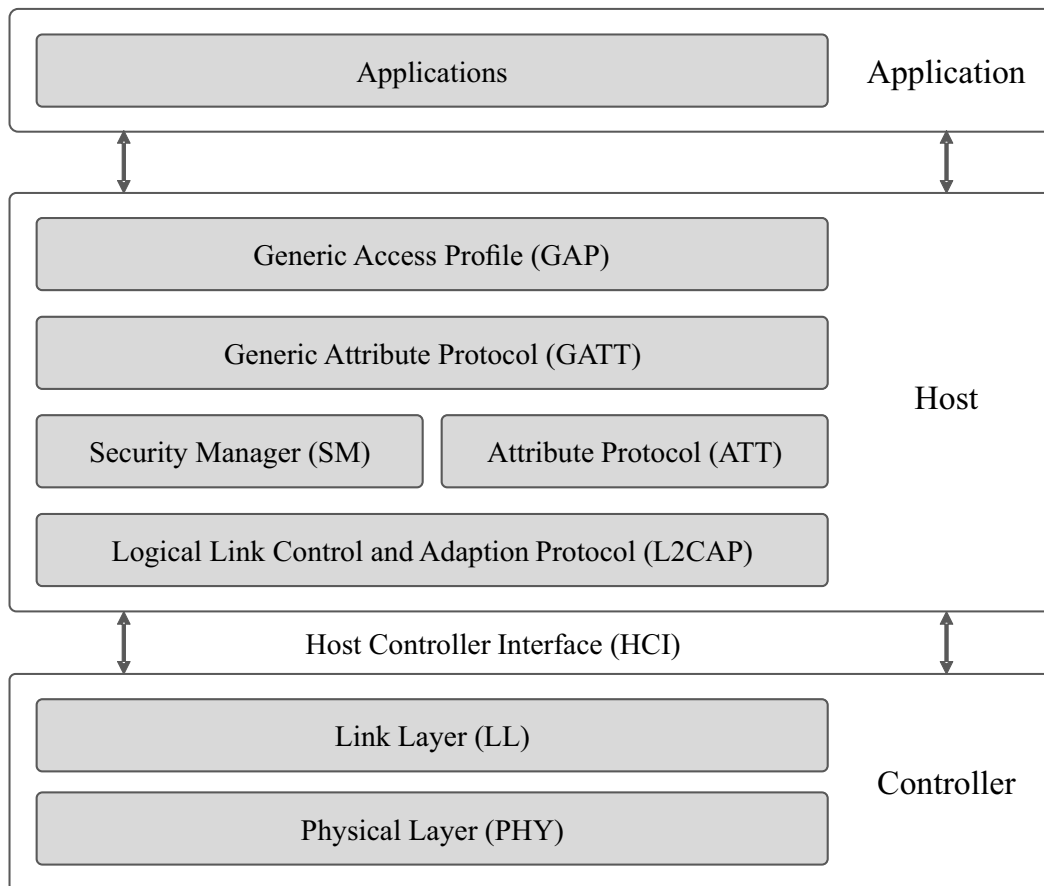 Applications
Application
Generic Access Profile (GAP)
Generic Attribute Protocol (GATT)
Host
Security Manager (SM)
Attribute Protocol (ATT)
Logical Link Control and Adaption Protocol (L2CAP)
Host Controller Interface (HCI)
Link Layer (LL)
Controller
Physical Layer (PHY)